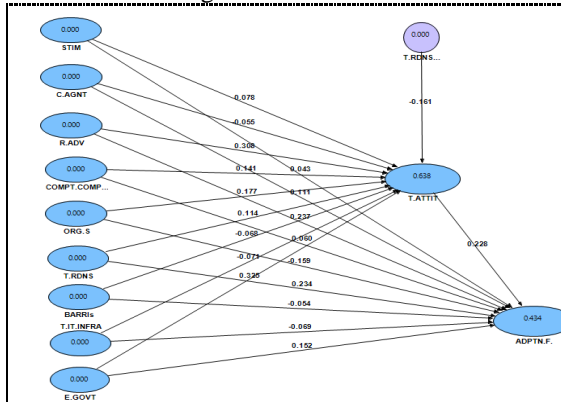 0.000
STIM
0.000
T.RDNS...
0.000
C.AGNT
0.078
-0.161
-0.055
0.000
R.ADV
0.308
0.000
COMPT.COMP...
0.141
0.043
0.638
T.ATTIT
0.177
0.111
0.000
ORG.S
0.114
0.237
-0.068
0.060
0.228
0.000
T.RDNS
-0.071
-0.159
0.325
0.234
0.000
BARRIs
-0.054
0.434
ADPTN.F.
T.IT.INFRA
0.000
-0.069
0.152
0.000
E.GOVT